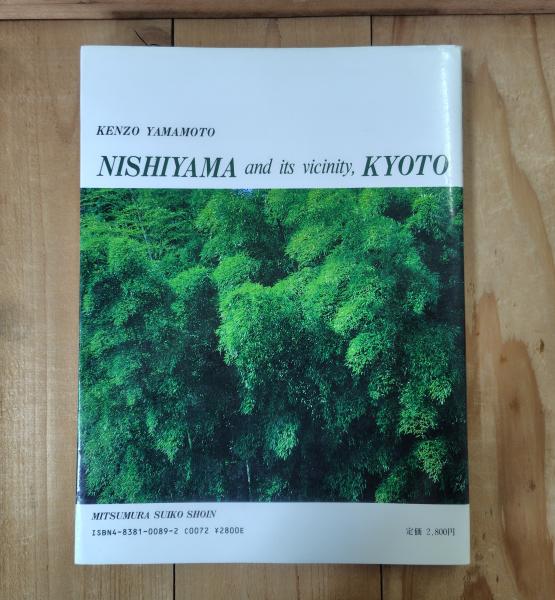 KENZO YAMAMOTO
NISHIYAMA and its vicinity, KYOTO
MITSUMURA SUIKO SHOIN
ISBN4-8381-0089-2 C0072 ¥2800E
定価 2,800円